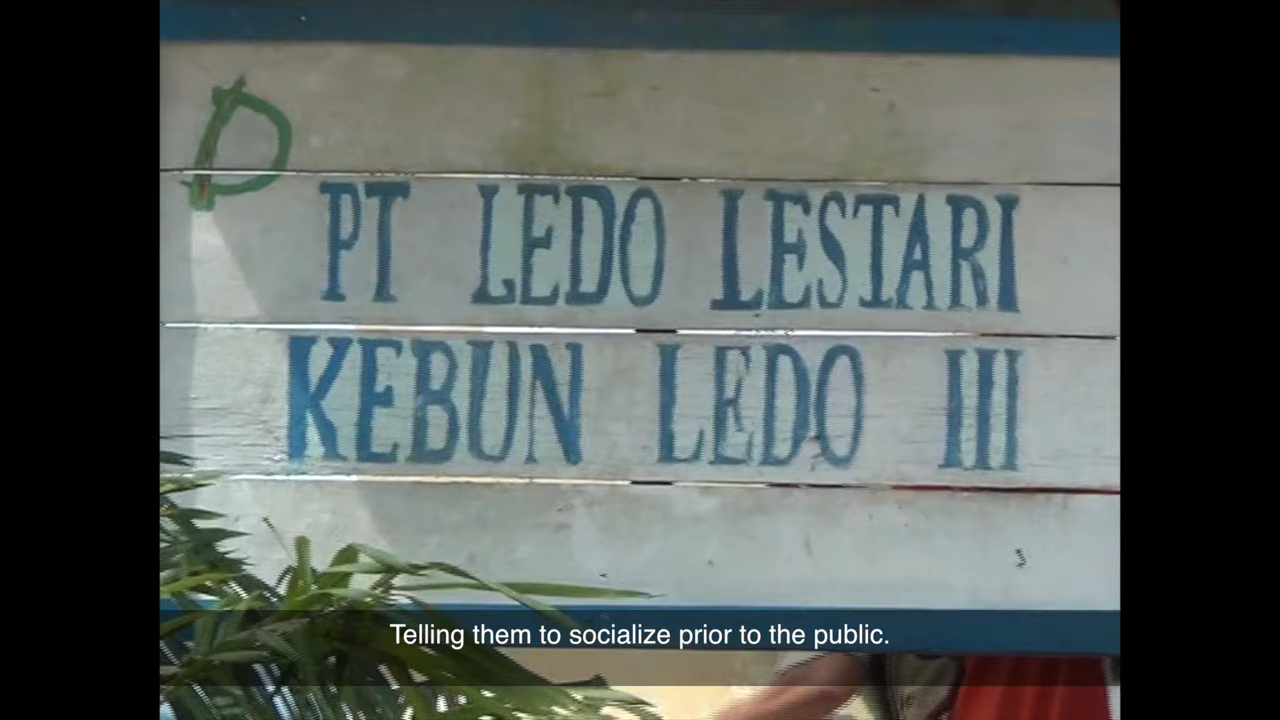 P
PT LEDO LESTARI
KEBUN LEDO III
Telling them to socialize prior to the public.